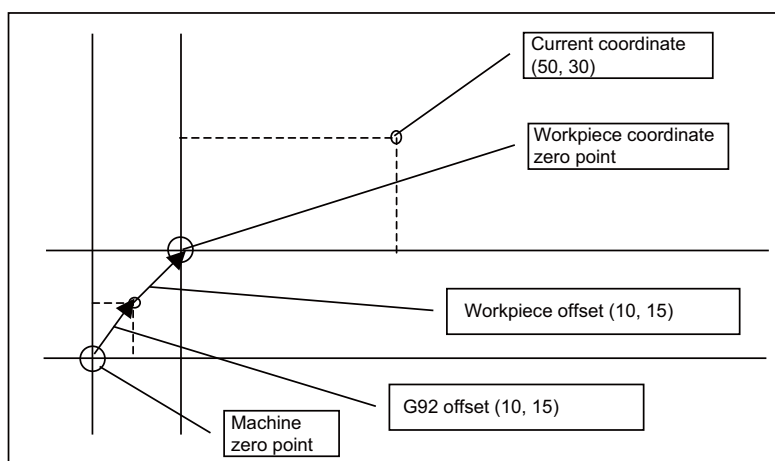 Current coordinate
(50, 30)
Workpiece coordinate
zero point
Workpiece offset (10, 15)
G92 offset (10, 15)
Machine
zero point